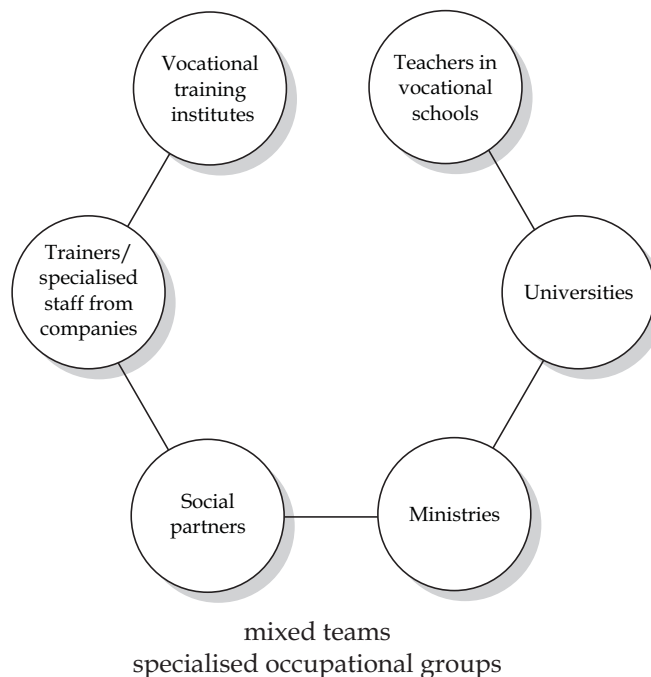 Vocational
training
institutes
Teachers in
vocational
schools
Trainers/
specialised
staff from
companies
Universities
Social
partners
Ministries
mixed teams
specialised occupational groups